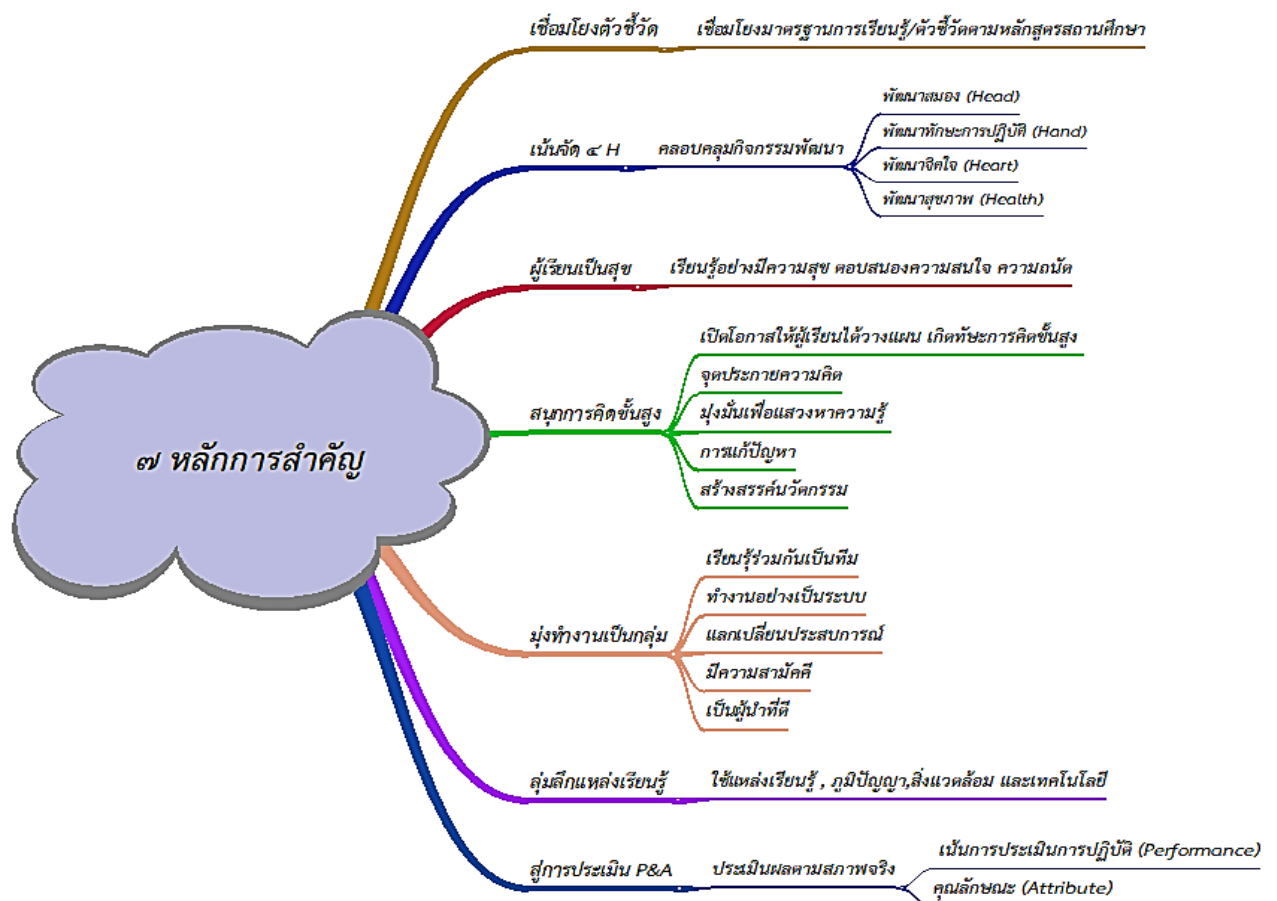 เชื่อมโยงตัวชี้วัด
เชื่อมโยงมาตรฐานการเรียนรู้/ตัวชี้วัดตามหลักสูตรสถานศึกษา
เน้นจัด ๔ H
คลอบคลุมกิจกรรมพัฒนา
พัฒนาสมอง (Head)
พัฒนาทักษะการปฏิบัติ (Hand)
พัฒนาจิตใจ (Heart)
พัฒนาสุขภาพ (Health)
ผู้เรียนเป็นสุข
เรียนรู้อย่างมีความสุข ตอบสนองความสนใจ ความถนัด
๗ หลักการสำคัญ
สนุกการคิดขั้นสูง
เปิดโอกาสให้ผู้เรียนได้วางแผน เกิดทัษะการคิดขั้นสูง
จุดประกายความคิด
มุ่งมั่นเพื่อแสวงหาความรู้
การแก้ปัญหา
สร้างสรรค์นวัตกรรม
มุ่งทำงานเป็นกลุ่ม
เรียนรู้ร่วมกันเป็นทีม
ทำงานอย่างเป็นระบบ
แลกเปลี่ยนประสบการณ์
มีความสามัคคี
เป็นผู้นำที่ดี
ลุ่มลึกแหล่งเรียนรู้
ใช้แหล่งเรียนรู้ , ภูมิปัญญา,สิ่งแวดล้อม และเทคโนโลยี
สู่การประเมิน P&A
ประเมินผลตามสภาพจริง
เน้นการประเมินการปฏิบัติ (Performance)
คุณลักษณะ (Attribute)